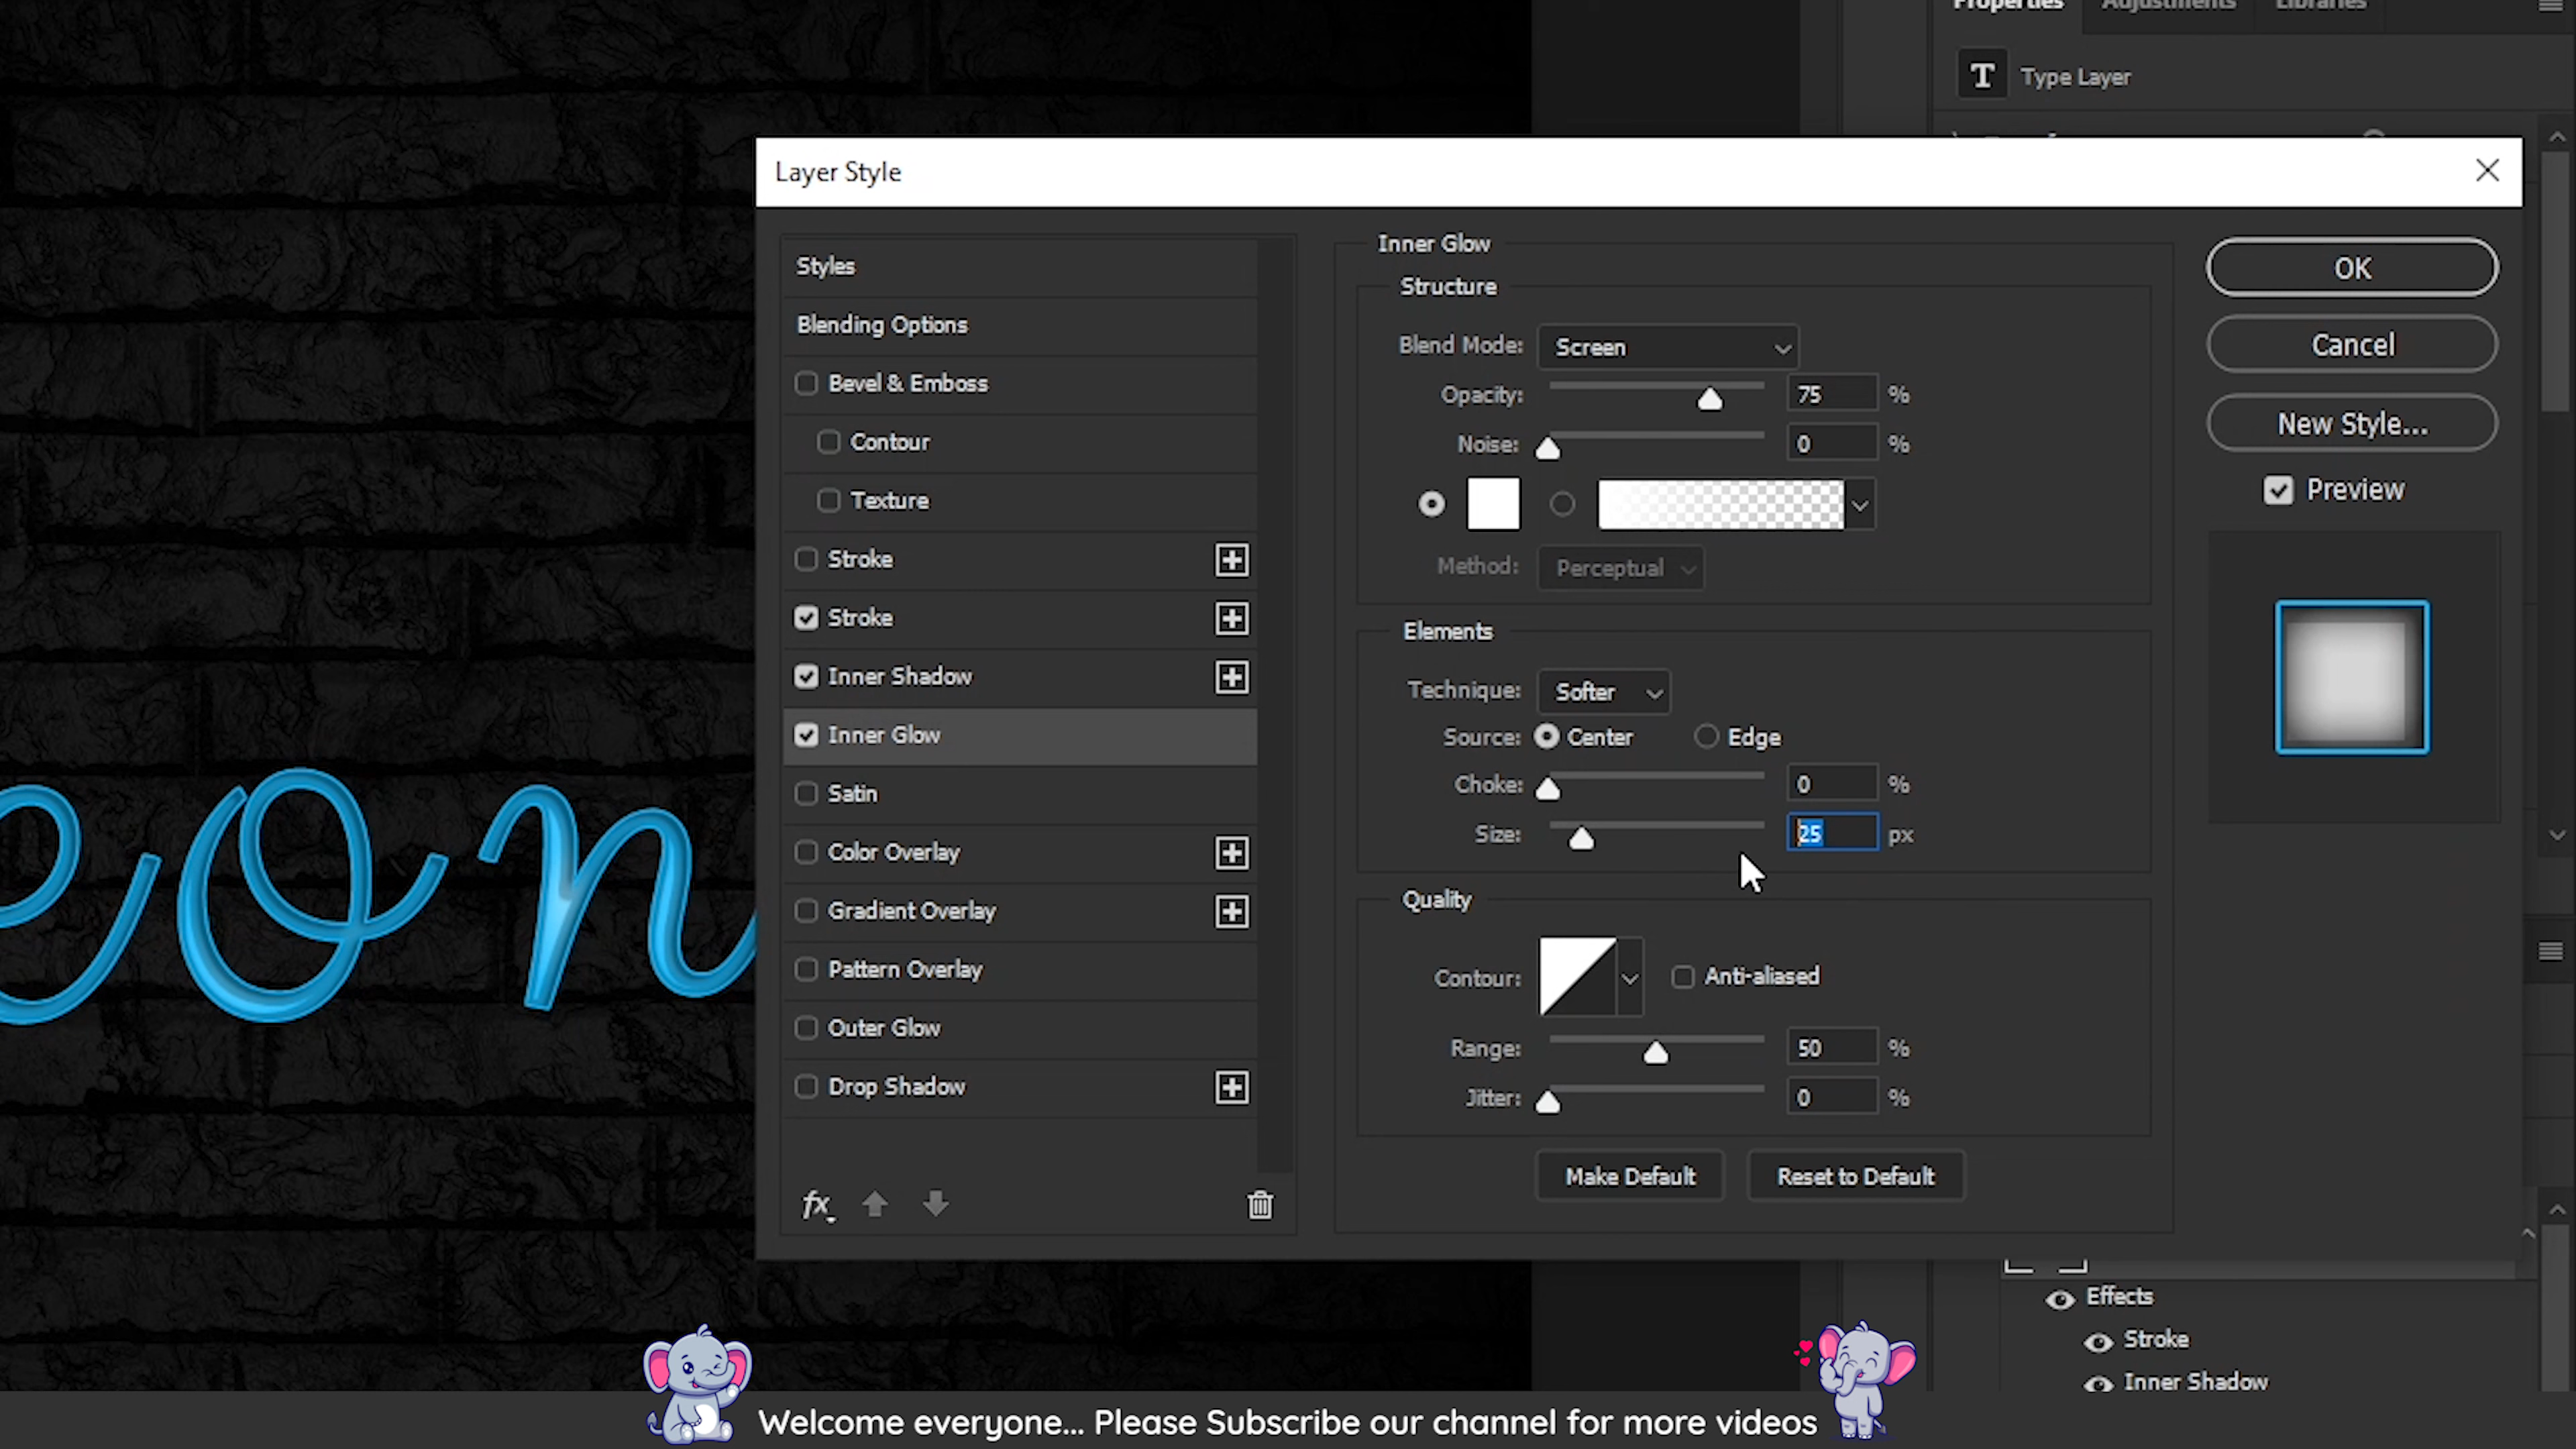 Properties Adjustments Libraries
T Type Layer
Layer Style
Styles
Blending Options
Bevel & Emboss
Contour
Texture
Stroke
Stroke
Inner Shadow
Inner Glow
Satin
Color Overlay
Gradient Overlay
Pattern Overlay
Outer Glow
Drop Shadow
fx
Inner Glow
Structure
Blend Mode: Screen
Opacity: 75 %
Noise: 0 %
Method: Perceptual
Elements
Technique: Softer
Source: Center Edge
Choke: 0 %
Size: 25 px
Quality
Contour: Anti-aliased
Range: 50 %
Jitter: 0 %
Make Default Reset to Default
OK
Cancel
New Style...
Preview
eon
Effects
Stroke
Inner Shadow
Welcome everyone... Please Subscribe our channel for more videos